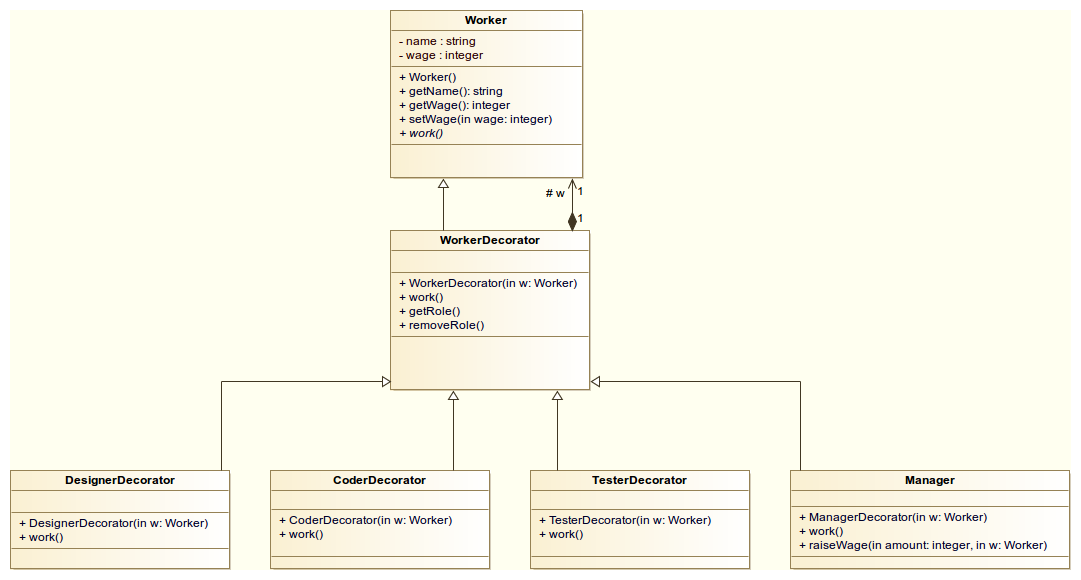 Worker
- name : string
- wage : integer
+ Worker()
+ getName(): string
+ getWage(): integer
+ setWage(in wage: integer)
+ work()
# w
1
1
WorkerDecorator
+ WorkerDecorator(in w: Worker)
+ work()
+ getRole()
+ removeRole()
DesignerDecorator
+ DesignerDecorator(in w: Worker)
+ work()
CoderDecorator
+ CoderDecorator(in w: Worker)
+ work()
TesterDecorator
+ TesterDecorator(in w: Worker)
+ work()
Manager
+ ManagerDecorator(in w: Worker)
+ work()
+ raiseWage(in amount: integer, in w: Worker)